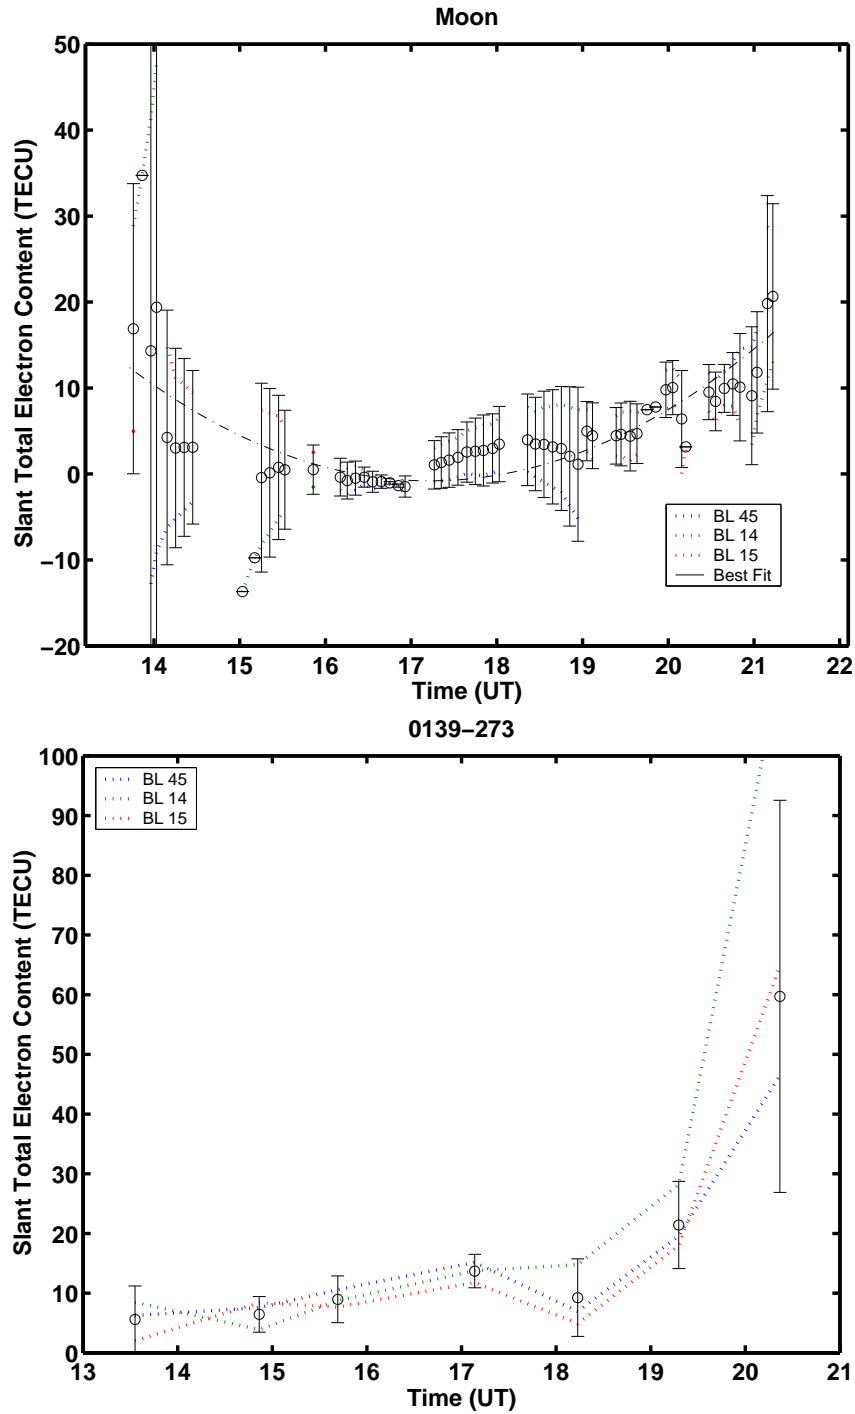 Moon
50
40
30
20
10
0
−10
−20
Slant Total Electron Content (TECU)
BL 45
BL 14
BL 15
Best Fit
14 15 16 17 18 19 20 21 22
Time (UT)
0139−273
100
90
80
70
60
50
40
30
20
10
0
Slant Total Electron Content (TECU)
BL 45
BL 14
BL 15
13 14 15 16 17 18 19 20 21
Time (UT)